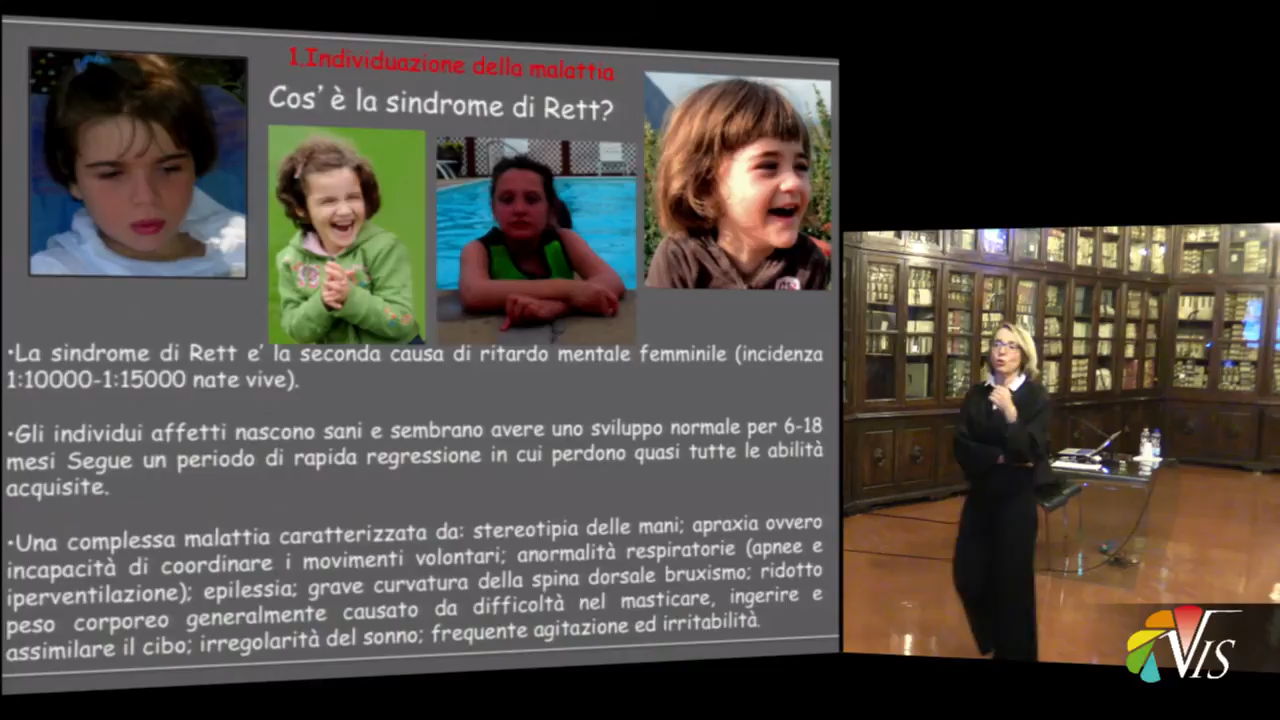 1.Individuazione della malattia
Cos' è la sindrome di Rett?
•La sindrome di Rett e' la seconda causa di ritardo mentale femminile (incidenza
1:10000-1:15000 nate vive).
•Gli individui affetti nascono sani e sembrano avere uno sviluppo normale per 6-18
mesi Segue un periodo di rapida regressione in cui perdono quasi tutte le abilità
acquisite.
•Una complessa malattia caratterizzata da: stereotipia delle mani; apraxia ovvero
incapacità di coordinare i movimenti volontari; anormalità respiratorie (apnee e
iperventilazione); epilessia; grave curvatura della spina dorsale bruxismo; ridotto
peso corporeo generalmente causato da difficoltà nel masticare, ingerire e
assimilare il cibo; irregolarità del sonno; frequente agitazione ed irritabilità.
VIS